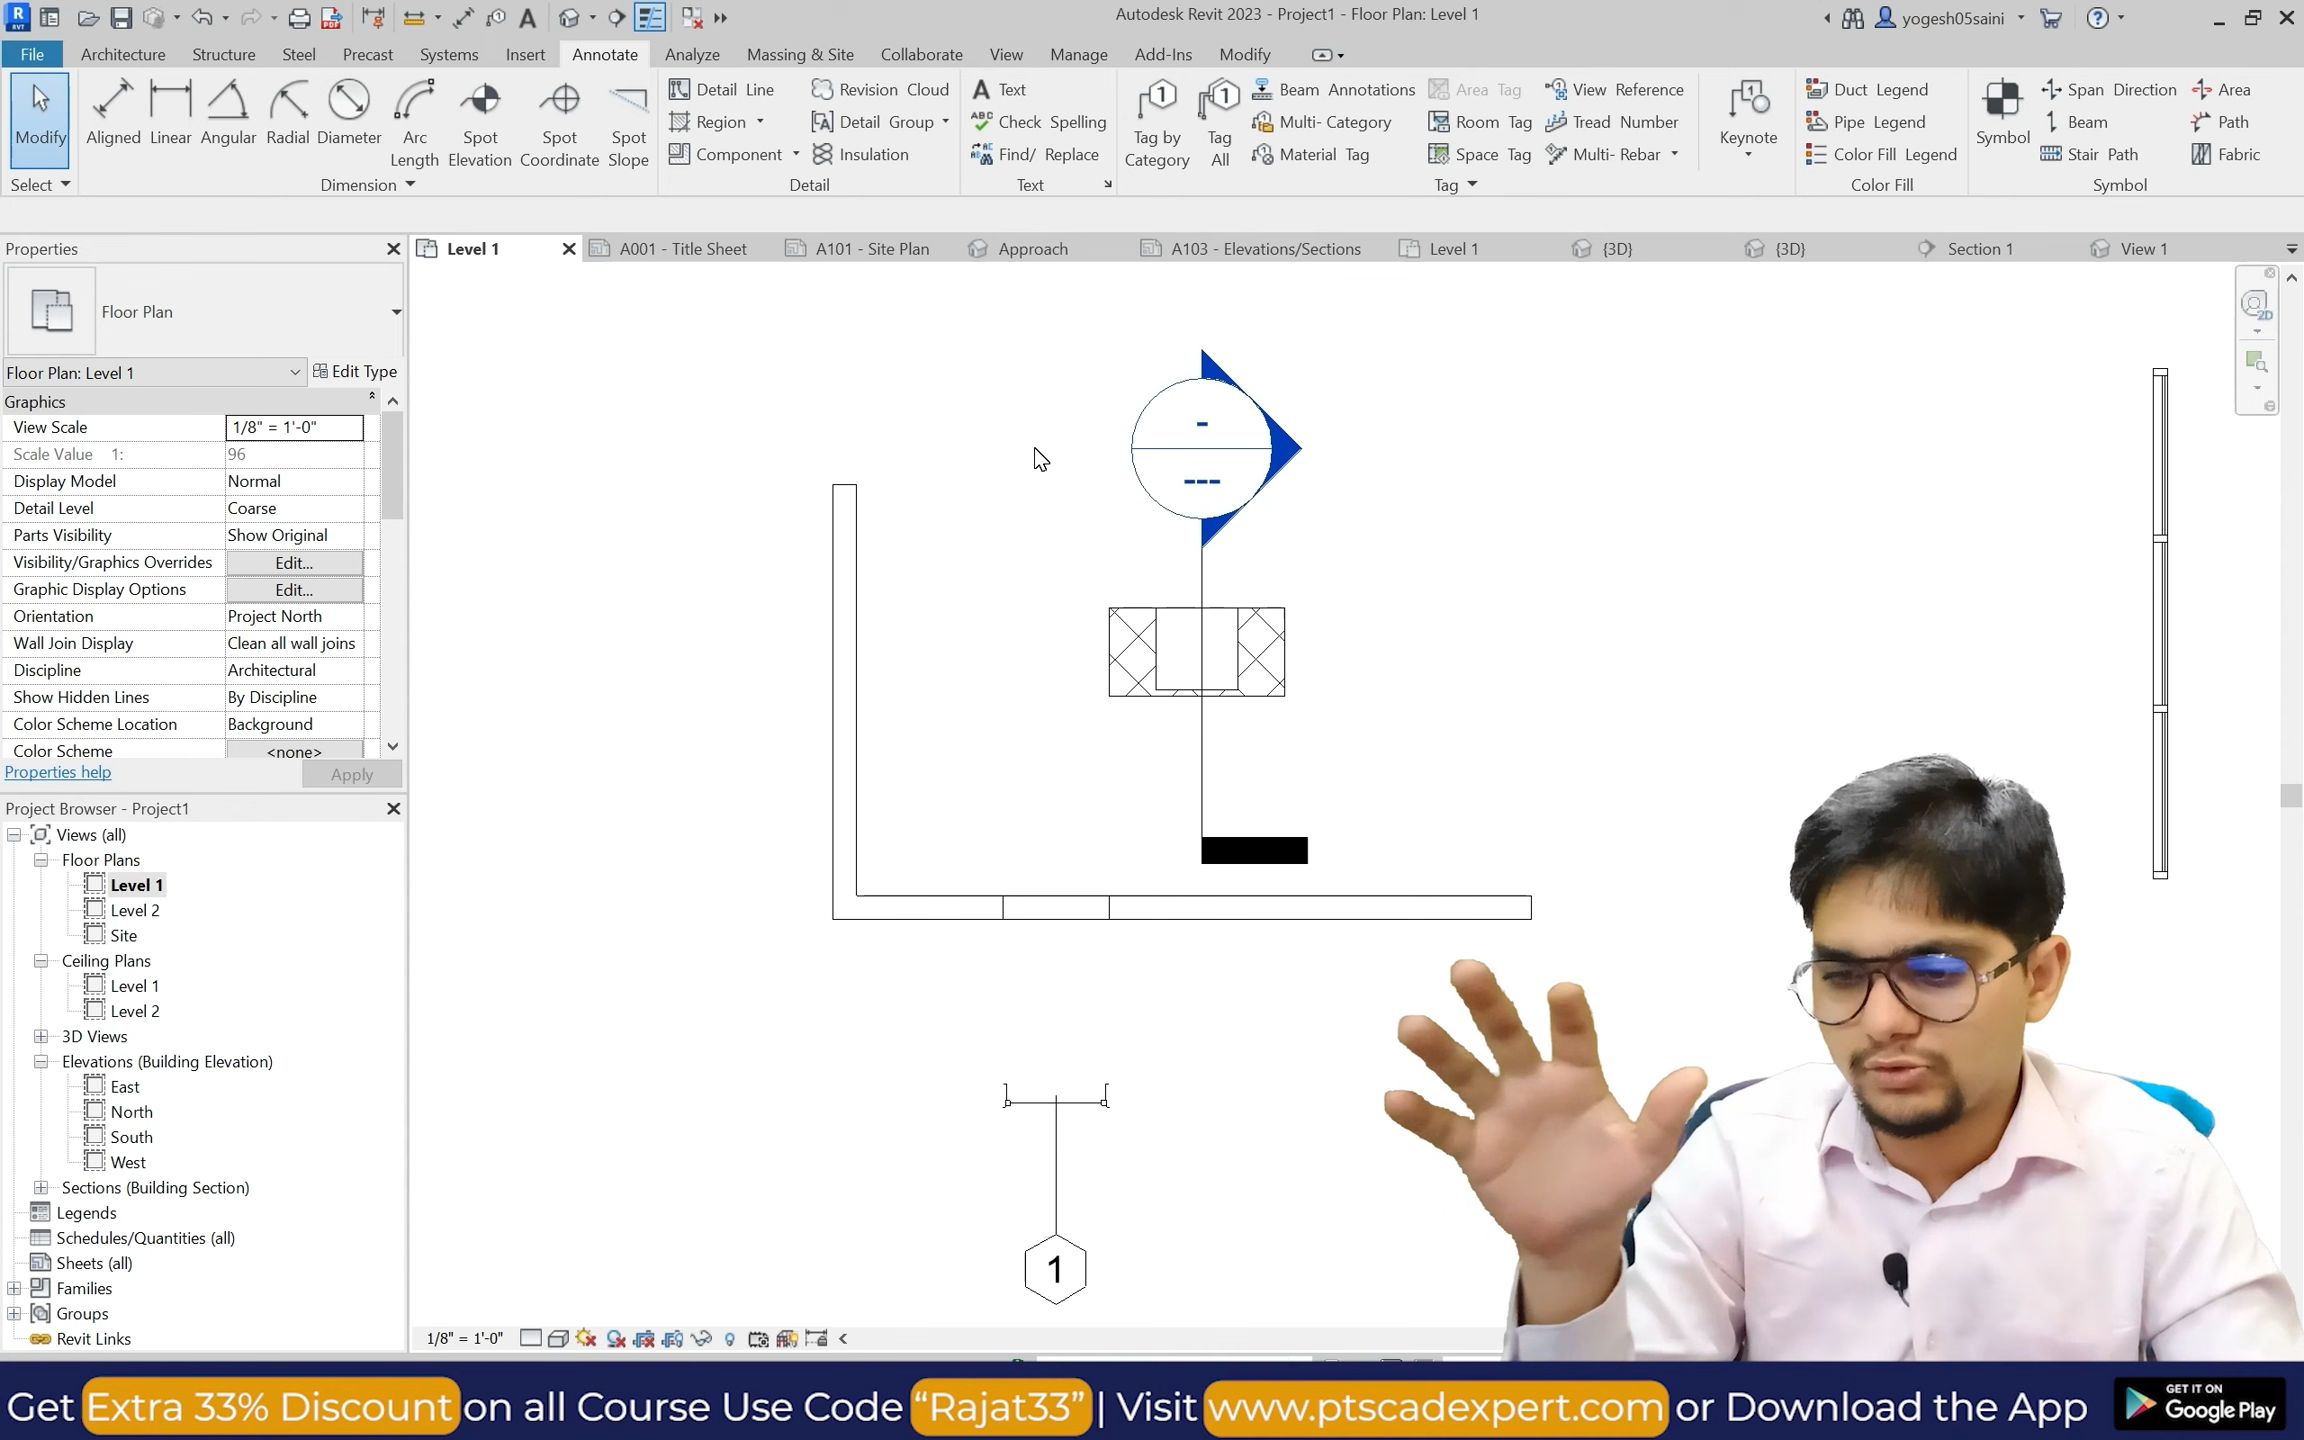 Autodesk Revit 2023 - Project1 - Floor Plan: Level 1
yogesh05saini
File Architecture Structure Steel Precast Systems Insert Annotate Analyze Massing & Site Collaborate View Manage Add-Ins Modify
Modify
Select
Aligned Linear Angular Radial Diameter Arc Length Spot Elevation Spot Coordinate Spot Slope
Dimension
Detail Line Revision Cloud
Region Detail Group
Component Insulation
Detail
A Text
ABC Check Spelling
Find/ Replace
Text
Tag by Category Tag All
Beam Annotations Area Tag View Reference
Multi- Category Room Tag Tread Number
Material Tag Space Tag Multi- Rebar
Tag
Keynote
Duct Legend
Pipe Legend
Color Fill Legend
Color Fill
Symbol
Span Direction Area
Beam Path
Stair Path Fabric
Symbol
Properties
Level 1 A001 - Title Sheet A101 - Site Plan Approach A103 - Elevations/Sections Level 1 {3D} {3D} Section 1 View 1
Floor Plan
Floor Plan: Level 1 Edit Type
Graphics
View Scale 1/8" = 1'-0"
Scale Value 1: 96
Display Model Normal
Detail Level Coarse
Parts Visibility Show Original
Visibility/Graphics Overrides Edit...
Graphic Display Options Edit...
Orientation Project North
Wall Join Display Clean all wall joins
Discipline Architectural
Show Hidden Lines By Discipline
Color Scheme Location Background
Color Scheme <none>
Properties help Apply
Project Browser - Project1
Views (all)
Floor Plans
Level 1
Level 2
Site
Ceiling Plans
Level 1
Level 2
3D Views
Elevations (Building Elevation)
East
North
South
West
Sections (Building Section)
Legends
Schedules/Quantities (all)
Sheets (all)
Families
Groups
Revit Links
-
---
1
2D
1/8" = 1'-0"
Get Extra 33% Discount on all Course Use Code “Rajat33” | Visit www.ptscadexpert.com or Download the App
GET IT ON
Google Play